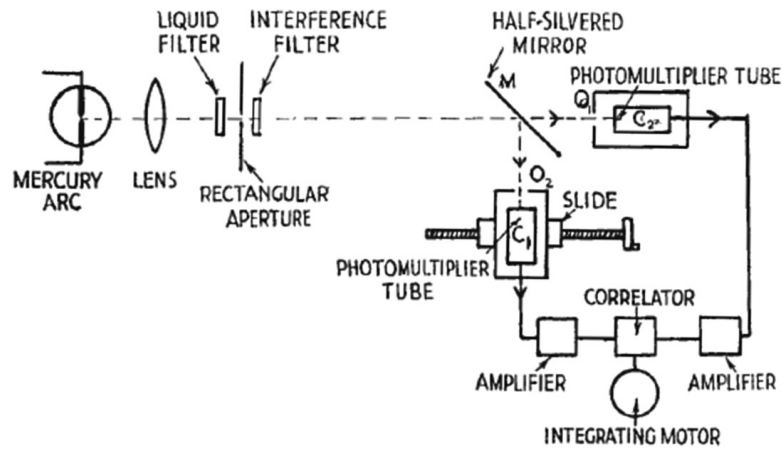 LIQUID
FILTER
INTERFERENCE
FILTER
HALF-SILVERED
MIRROR
M
PHOTOMULTIPLIER TUBE
O1
C2
MERCURY
ARC
LENS
RECTANGULAR
APERTURE
O2
SLIDE
C1
PHOTOMULTIPLIER
TUBE
CORRELATOR
AMPLIFIER
AMPLIFIER
INTEGRATING MOTOR